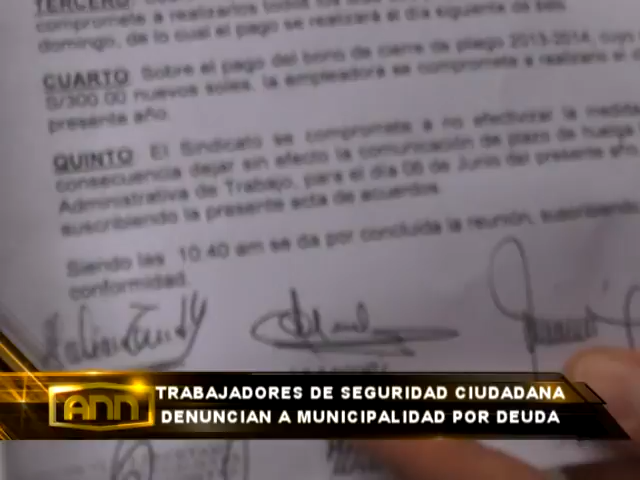 TERCERO
compromete a realizarlos todos los
domingo, de lo cual el pago se realizará el día siguiente de
CUARTO Sobre el pago del bono de cierre de pliego 2013-2014, cuyo
S/300.00 nuevos soles, la empleadora se compromete a realizarlo el
presente año.
QUINTO El Sindicato se compromete a no efectivizar la medida
consecuencia dejar sin efecto la comunicación de plazo de huelga
Administrativa de Trabajo, para el día 06 de Junio del presente año
suscribiendo la presente acta de acuerdos.
Siendo las 10:40 am se da por concluida la reunión, suscribiendo
conformidad.
ANN
TRABAJADORES DE SEGURIDAD CIUDADANA
DENUNCIAN A MUNICIPALIDAD POR DEUDA